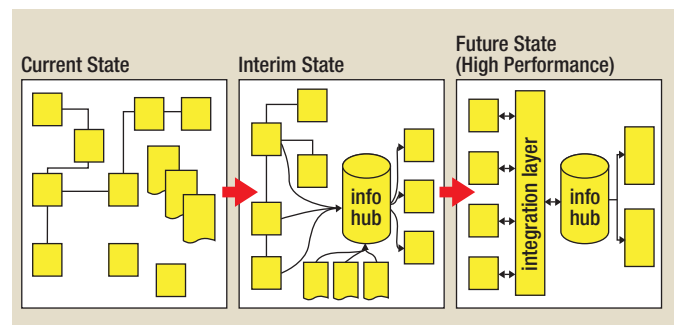 Current State
Interim State
Future State
(High Performance)
info
hub
integration layer
info
hub